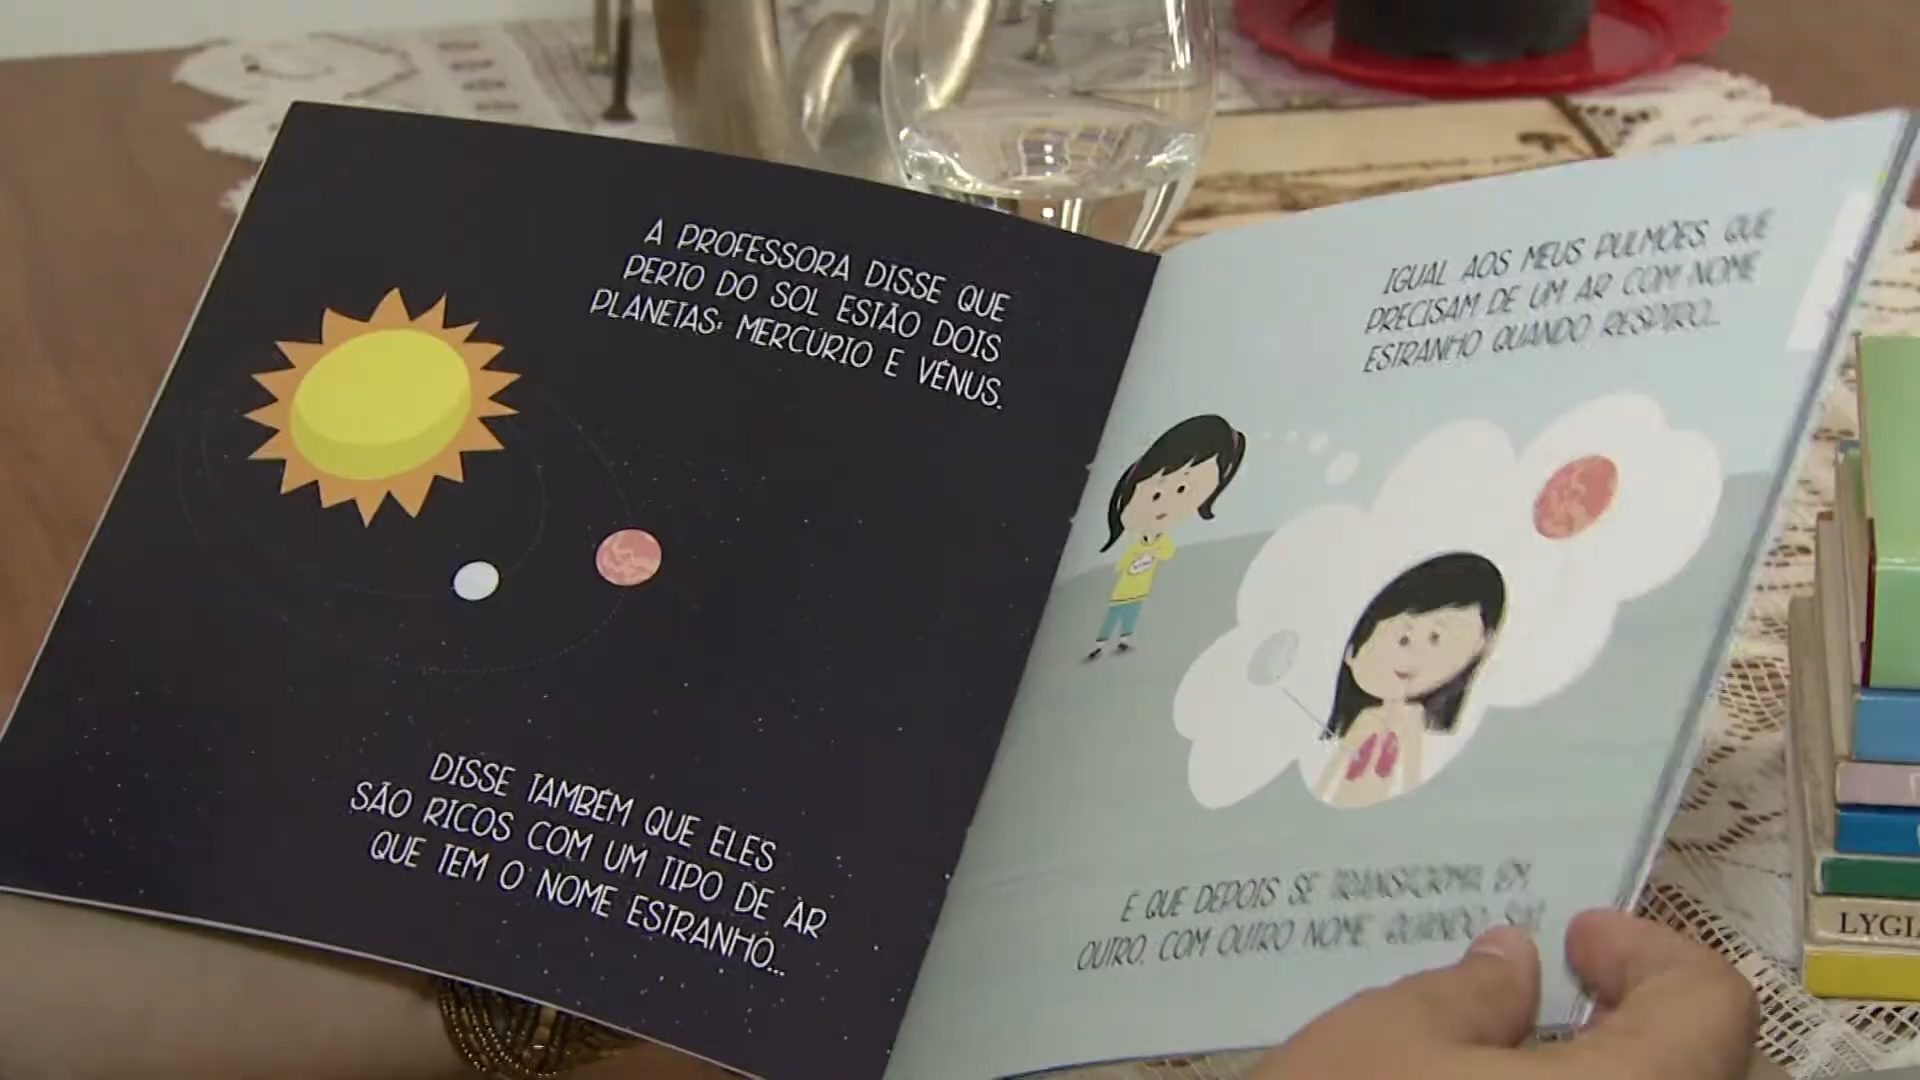 A PROFESSORA DISSE QUE
PERTO DO SOL ESTÃO DOIS
PLANETAS: MERCÚRIO E VÊNUS.
DISSE TAMBÉM QUE ELES
SÃO RICOS COM UM TIPO DE AR
QUE TEM O NOME ESTRANHO...
IGUAL AOS MEUS PULMÕES, QUE
PRECISAM DE UM AR COM NOME
ESTRANHO QUANDO RESPIRO...
E QUE DEPOIS SE TRANSFORMA EM
OUTRO, COM OUTRO NOME, QUANDO SAI
LYGIA